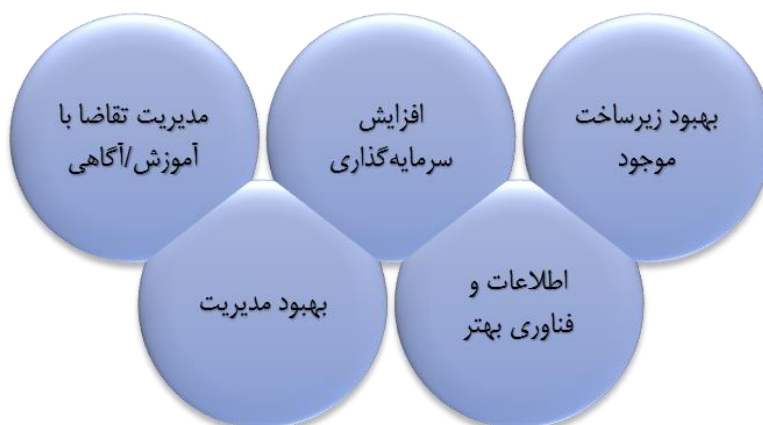 بهبود زیرساخت
موجود
افزایش
سرمایه‌گذاری
مدیریت تقاضا با
آموزش/آگاهی
اطلاعات و
فناوری بهتر
بهبود مدیریت